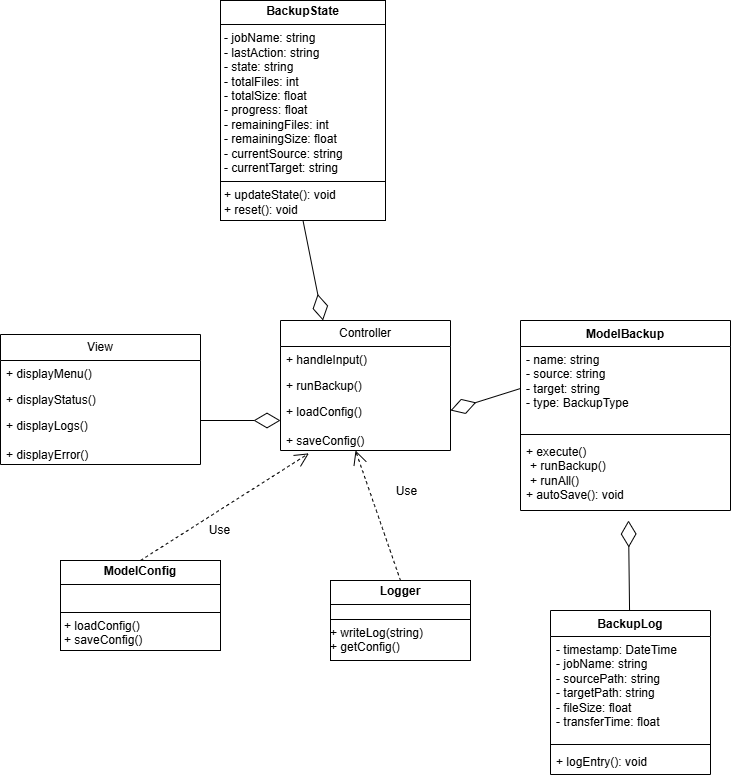 BackupState
- jobName: string
- lastAction: string
- state: string
- totalFiles: int
- totalSize: float
- progress: float
- remainingFiles: int
- remainingSize: float
- currentSource: string
- currentTarget: string
+ updateState(): void
+ reset(): void
View
+ displayMenu()
+ displayStatus()
+ displayLogs()
+ displayError()
Controller
+ handleInput()
+ runBackup()
+ loadConfig()
+ saveConfig()
ModelBackup
- name: string
- source: string
- target: string
- type: BackupType
+ execute()
+ runBackup()
+ runAll()
+ autoSave(): void
Use
Use
ModelConfig
+ loadConfig()
+ saveConfig()
Logger
+ writeLog(string)
+ getConfig()
BackupLog
- timestamp: DateTime
- jobName: string
- sourcePath: string
- targetPath: string
- fileSize: float
- transferTime: float
+ logEntry(): void